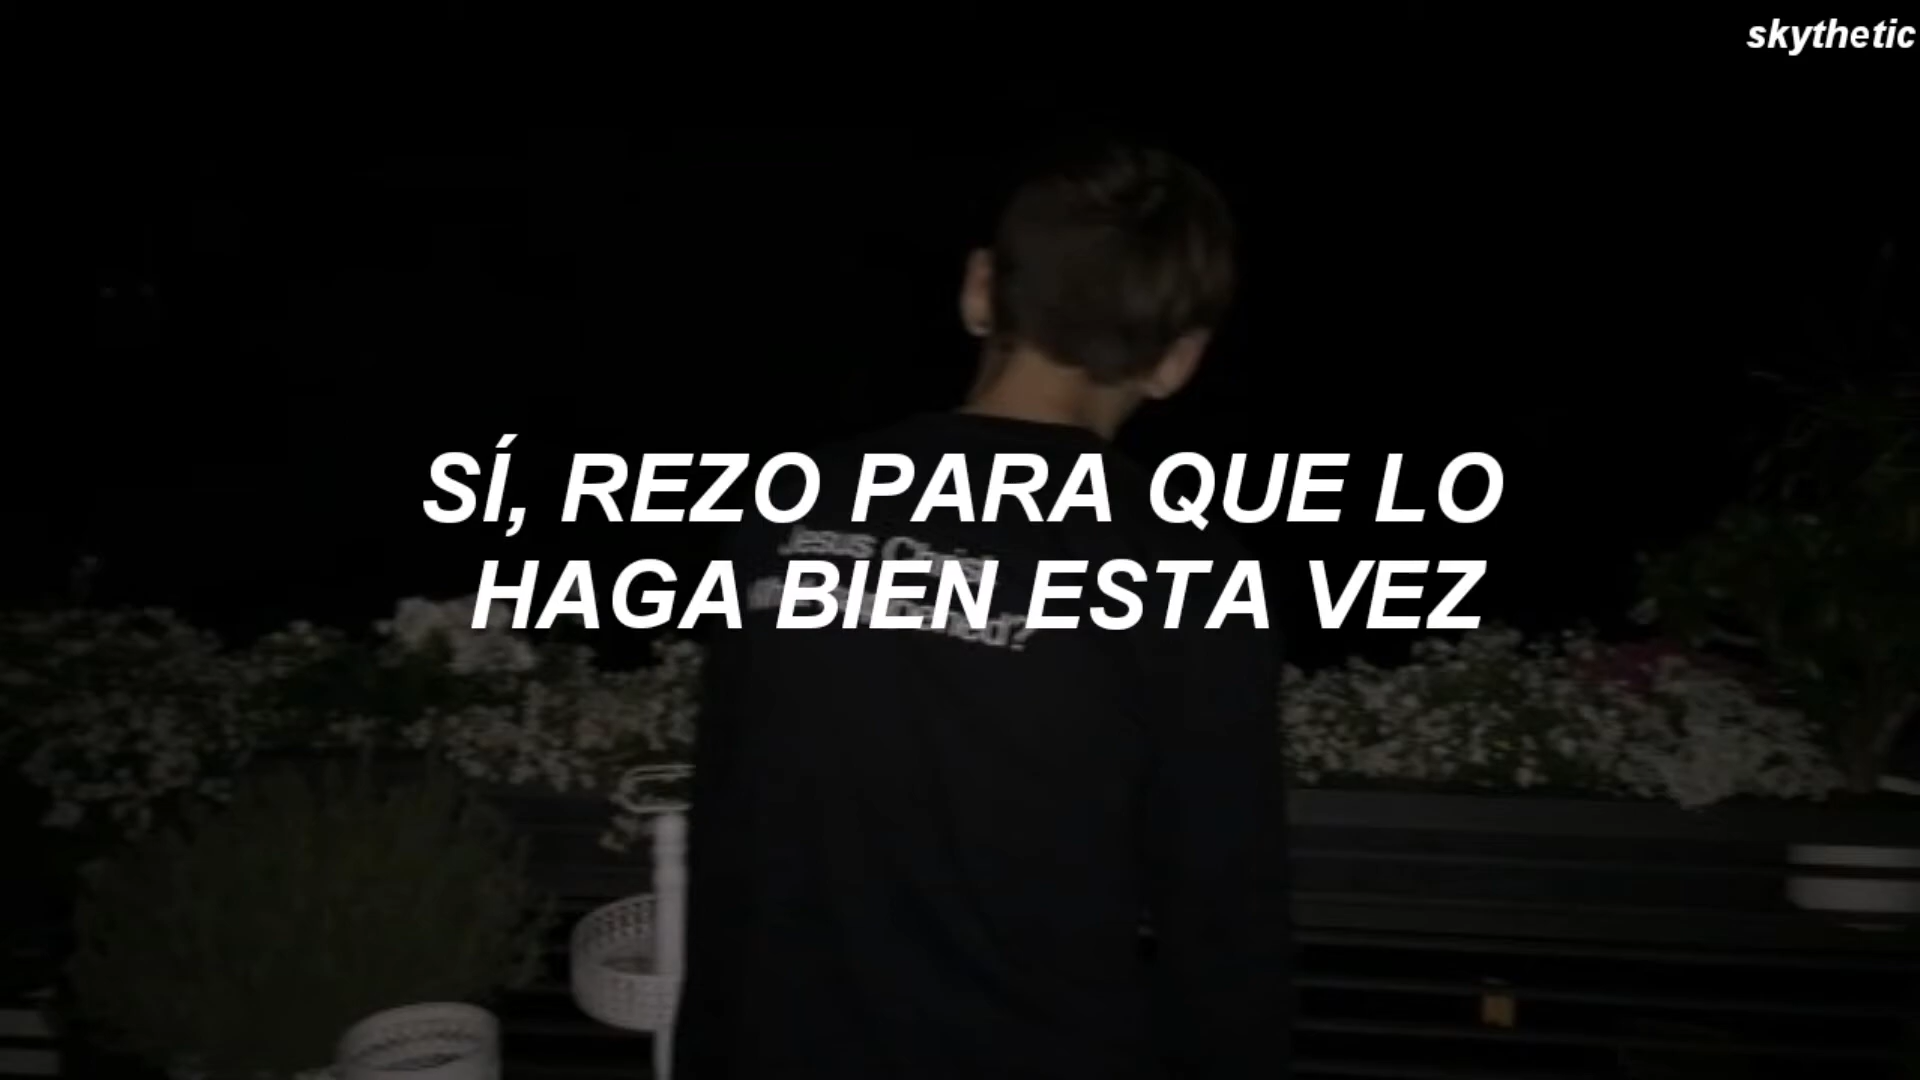 skythetic
SÍ, REZO PARA QUE LO
Jesus Christ
HAGA BIEN ESTA VEZ